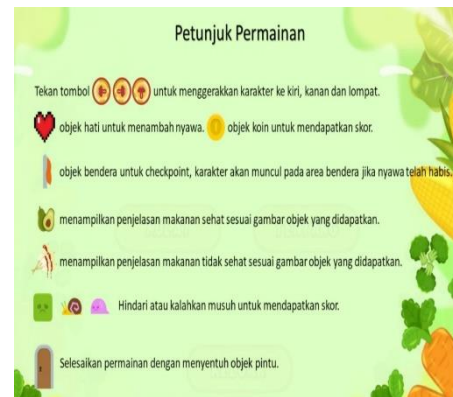 Petunjuk Permainan
Tekan tombol untuk menggerakkan karakter ke kiri, kanan dan lompat.
objek hati untuk menambah nyawa. objek koin untuk mendapatkan skor.
objek bendera untuk checkpoint, karakter akan muncul pada area bendera jika nyawa telah habis.
menampilkan penjelasan makanan sehat sesuai gambar objek yang didapatkan.
menampilkan penjelasan makanan tidak sehat sesuai gambar objek yang didapatkan.
Hindari atau kalahkan musuh untuk mendapatkan skor.
Selesaikan permainan dengan menyentuh objek pintu.